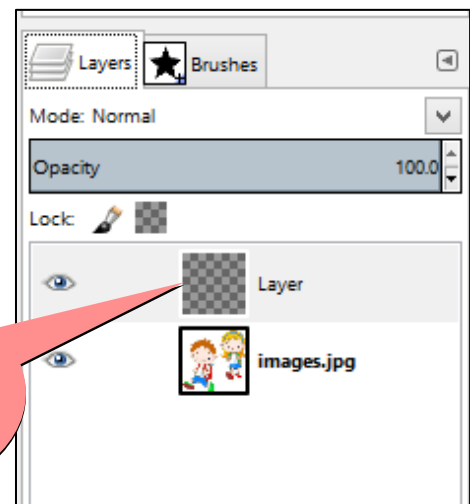 Layers Brushes
Mode: Normal
Opacity 100.0
Lock:
Layer
images.jpg